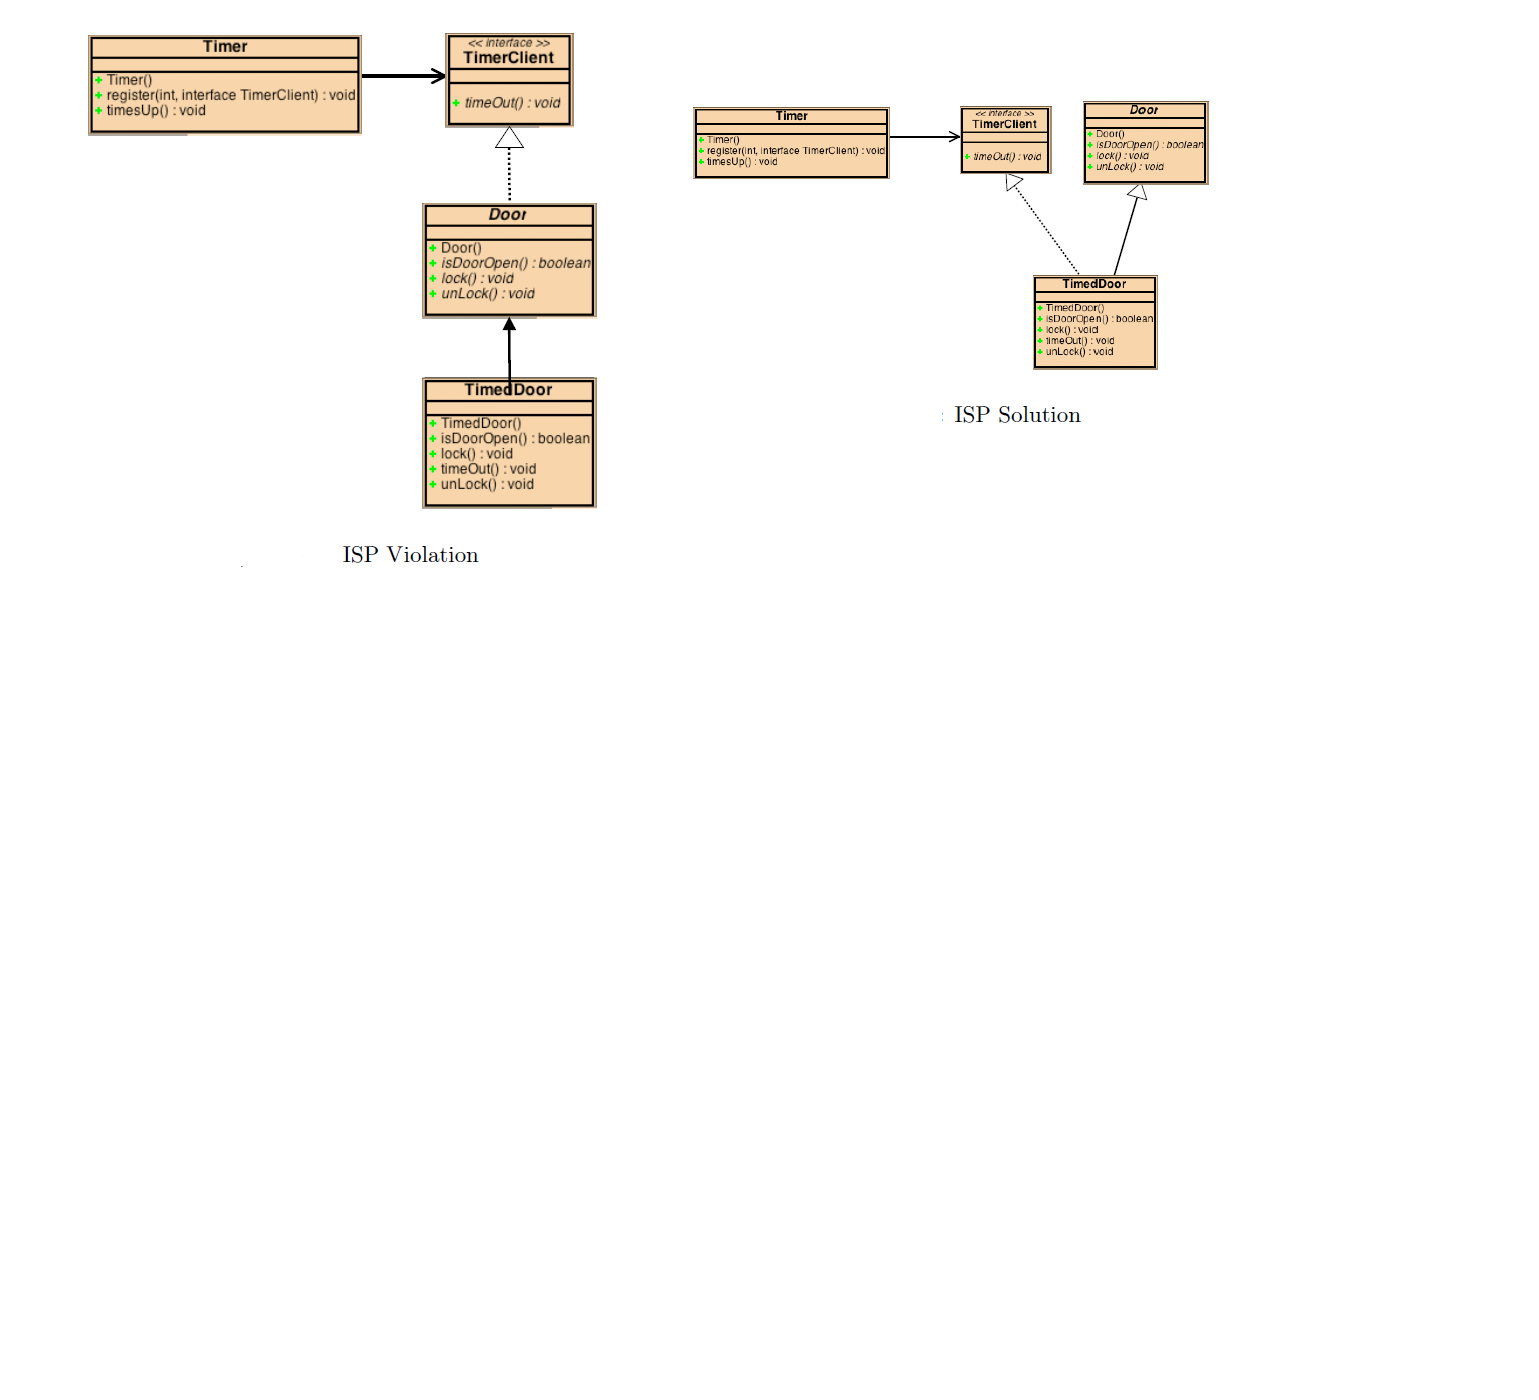 Timer
+ Timer()
+ register(int, interface TimerClient) : void
+ timesUp() : void
<< interface >>
TimerClient
+ timeOut() : void
Door
+ Door()
+ isDoorOpen() : boolean
+ lock() : void
+ unLock() : void
TimedDoor
+ TimedDoor()
+ isDoorOpen() : boolean
+ lock() : void
+ timeOut() : void
+ unLock() : void
ISP Violation
Timer
+ Timer()
+ register(int, interface TimerClient) : void
+ timesUp() : void
<< interface >>
TimerClient
+ timeOut() : void
Door
+ Door()
+ isDoorOpen() : boolean
+ lock() : void
+ unLock() : void
TimedDoor
+ TimedDoor()
+ isDoorOpen() : boolean
+ lock() : void
+ timeOut() : void
+ unLock() : void
: ISP Solution